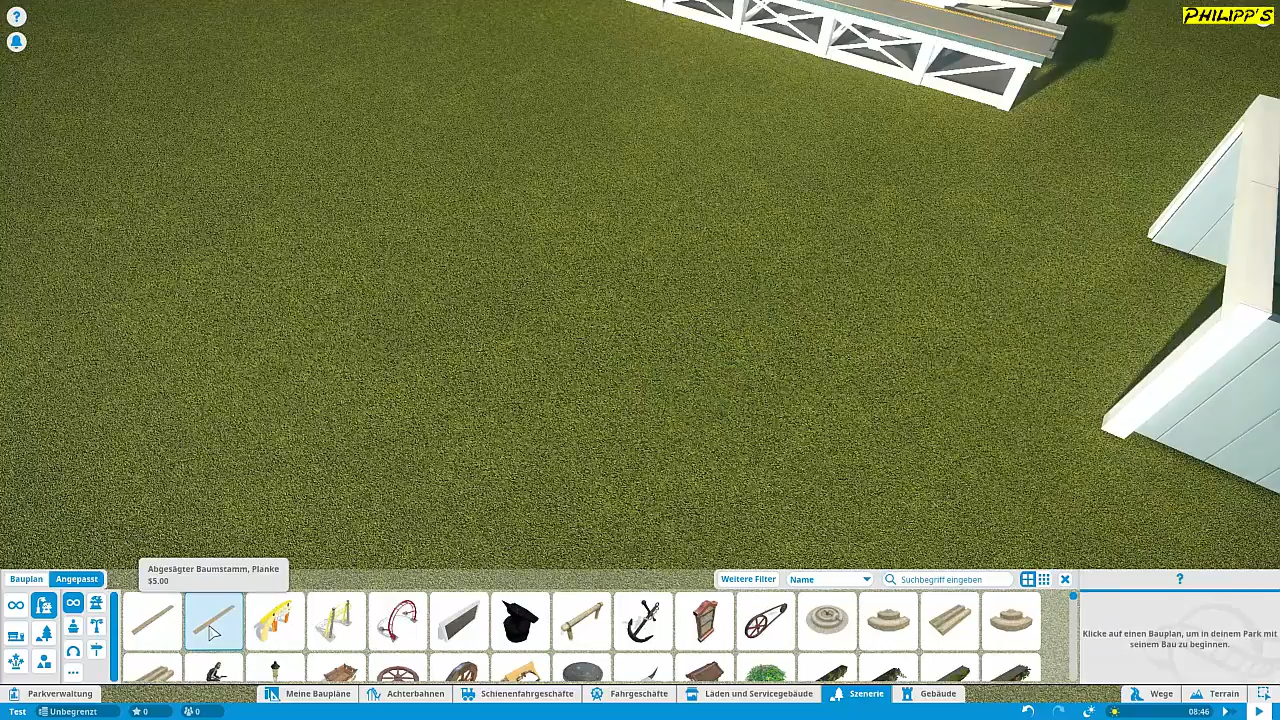 ?
PHILIPP'S
Abgesägter Baumstamm, Planke
$5.00
Bauplan
Angepasst
Weitere Filter
Name
Suchbegriff eingeben
?
Klicke auf einen Bauplan, um in deinem Park mit
seinem Bau zu beginnen.
Parkverwaltung
Meine Baupläne
Achterbahnen
Schienenfahrgeschäfte
Fahrgeschäfte
Läden und Servicegebäude
Szenerie
Gebäude
Wege
Terrain
Test
Unbegrenzt
0
0
08:46